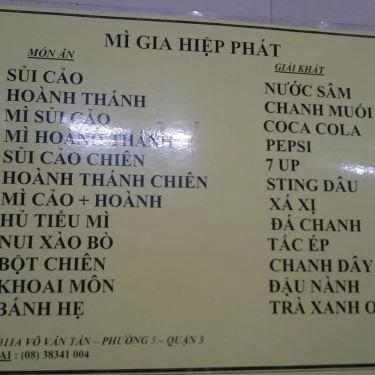 MÌ GIA HIỆP PHÁT
MÓN ĂN
SỦI CẢO
HOÀNH THÁNH
MÌ SỦI CẢO
MÌ HOÀNH THÁNH
SỦI CẢO CHIÊN
HOÀNH THÁNH CHIÊN
MÌ CẢO + HOÀNH
HỦ TIẾU MÌ
NUI XÀO BÒ
BỘT CHIÊN
KHOAI MÔN
BÁNH HẸ
GIẢI KHÁT
NƯỚC SÂM
CHANH MUỐI
COCA COLA
PEPSI
7 UP
STING DÂU
XÁ XỊ
ĐÁ CHANH
TẮC ÉP
CHANH DÂY
ĐẬU NÀNH
TRÀ XANH
311A VÕ VĂN TẦN – PHƯỜNG 5 – QUẬN 3
: (08) 38341 004